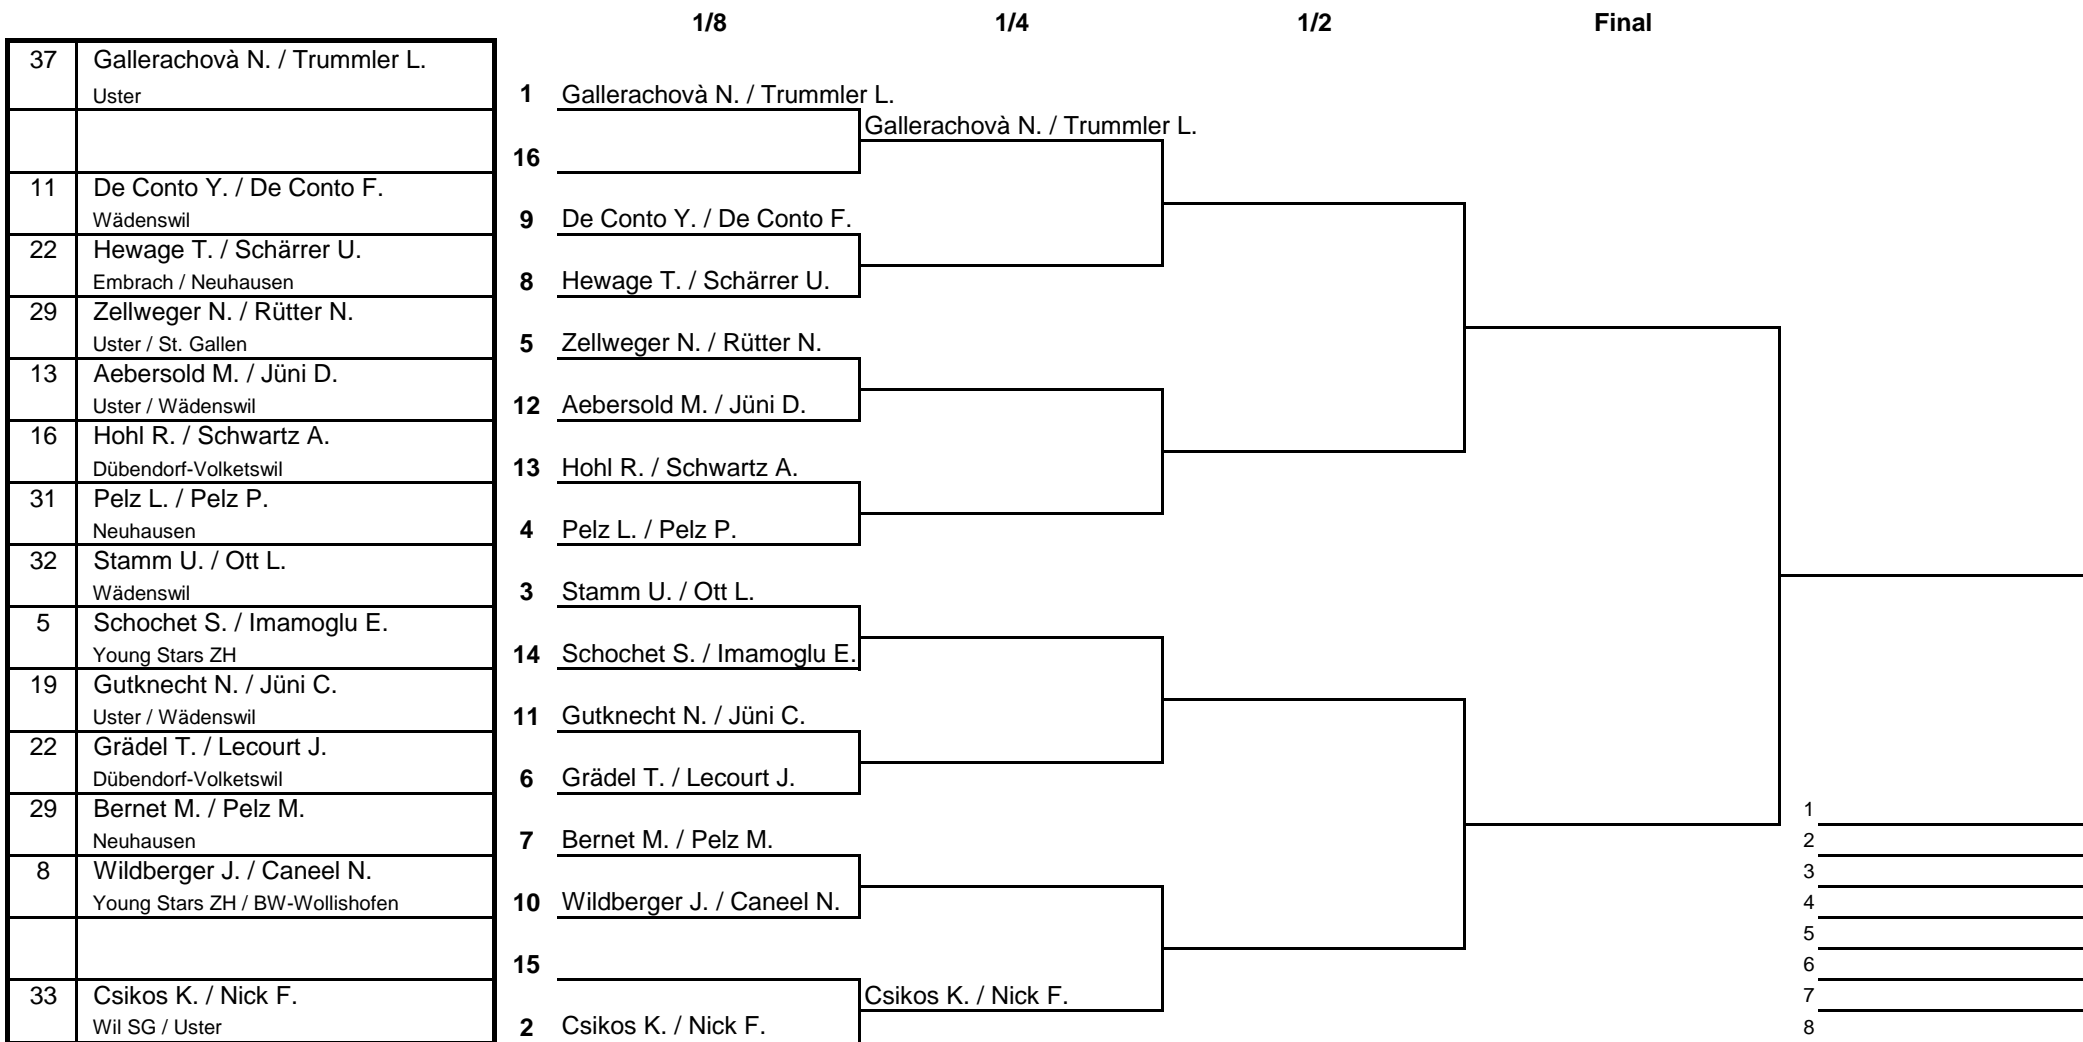 1/8 1/4 1/2 Final
37 Gallerachovà N. / Trummler L.
Uster
1 Gallerachovà N. / Trummler L.
Gallerachovà N. / Trummler L.
16
11 De Conto Y. / De Conto F.
Wädenswil
9 De Conto Y. / De Conto F.
22 Hewage T. / Schärrer U.
Embrach / Neuhausen
8 Hewage T. / Schärrer U.
29 Zellweger N. / Rütter N.
Uster / St. Gallen
5 Zellweger N. / Rütter N.
13 Aebersold M. / Jüni D.
Uster / Wädenswil
12 Aebersold M. / Jüni D.
16 Hohl R. / Schwartz A.
Dübendorf-Volketswil
13 Hohl R. / Schwartz A.
31 Pelz L. / Pelz P.
Neuhausen
4 Pelz L. / Pelz P.
32 Stamm U. / Ott L.
Wädenswil
3 Stamm U. / Ott L.
5 Schochet S. / Imamoglu E.
Young Stars ZH
14 Schochet S. / Imamoglu E.
19 Gutknecht N. / Jüni C.
Uster / Wädenswil
11 Gutknecht N. / Jüni C.
22 Grädel T. / Lecourt J.
Dübendorf-Volketswil
6 Grädel T. / Lecourt J.
29 Bernet M. / Pelz M.
1
Neuhausen
7 Bernet M. / Pelz M.
2
8 Wildberger J. / Caneel N.
3
Young Stars ZH / BW-Wollishofen
10 Wildberger J. / Caneel N.
4
5
15
6
33 Csikos K. / Nick F.
Csikos K. / Nick F.
7
Wil SG / Uster
2 Csikos K. / Nick F.
8